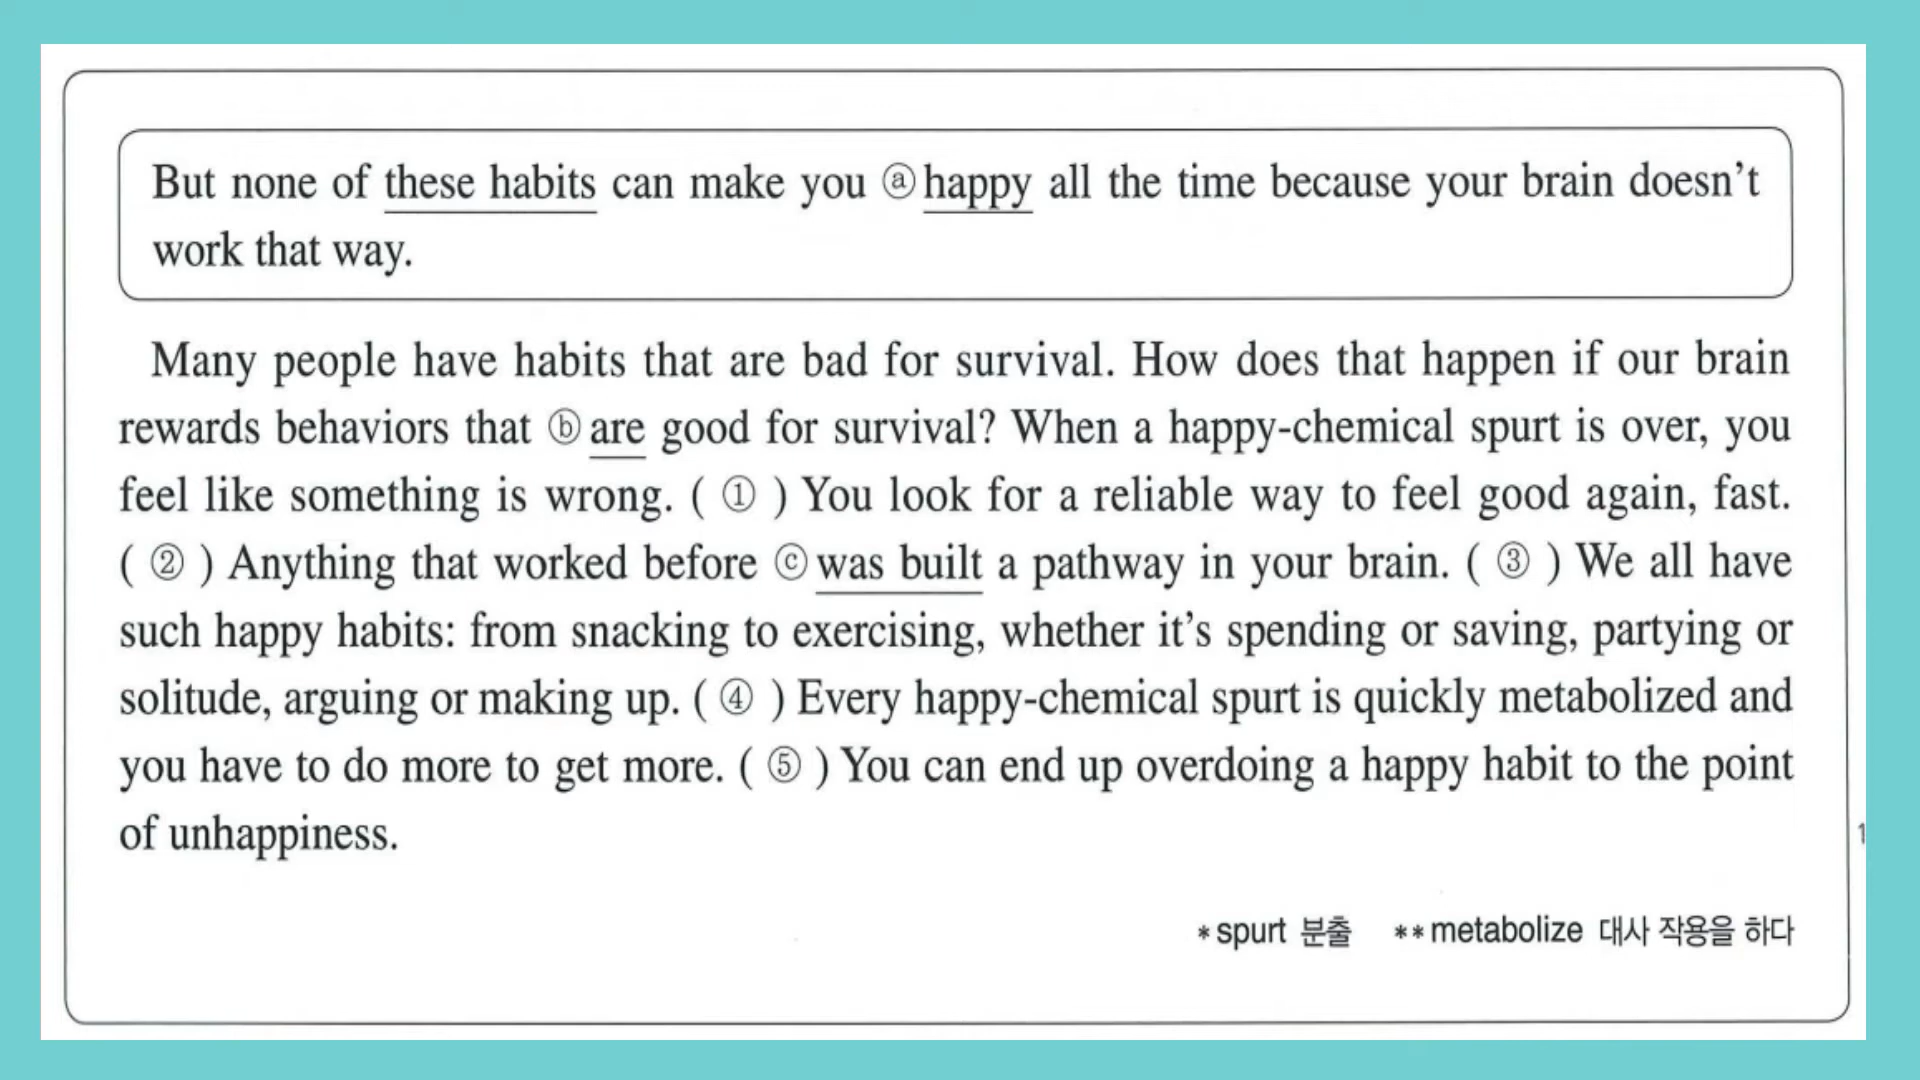 But none of these habits can make you ⓐhappy all the time because your brain doesn't
work that way.
Many people have habits that are bad for survival. How does that happen if our brain
rewards behaviors that ⓑare good for survival? When a happy-chemical spurt is over, you
feel like something is wrong. ( ① ) You look for a reliable way to feel good again, fast.
( ② ) Anything that worked before ⓒwas built a pathway in your brain. ( ③ ) We all have
such happy habits: from snacking to exercising, whether it's spending or saving, partying or
solitude, arguing or making up. ( ④ ) Every happy-chemical spurt is quickly metabolized and
you have to do more to get more. ( ⑤ ) You can end up overdoing a happy habit to the point
of unhappiness.
*spurt 분출 **metabolize 대사 작용을 하다